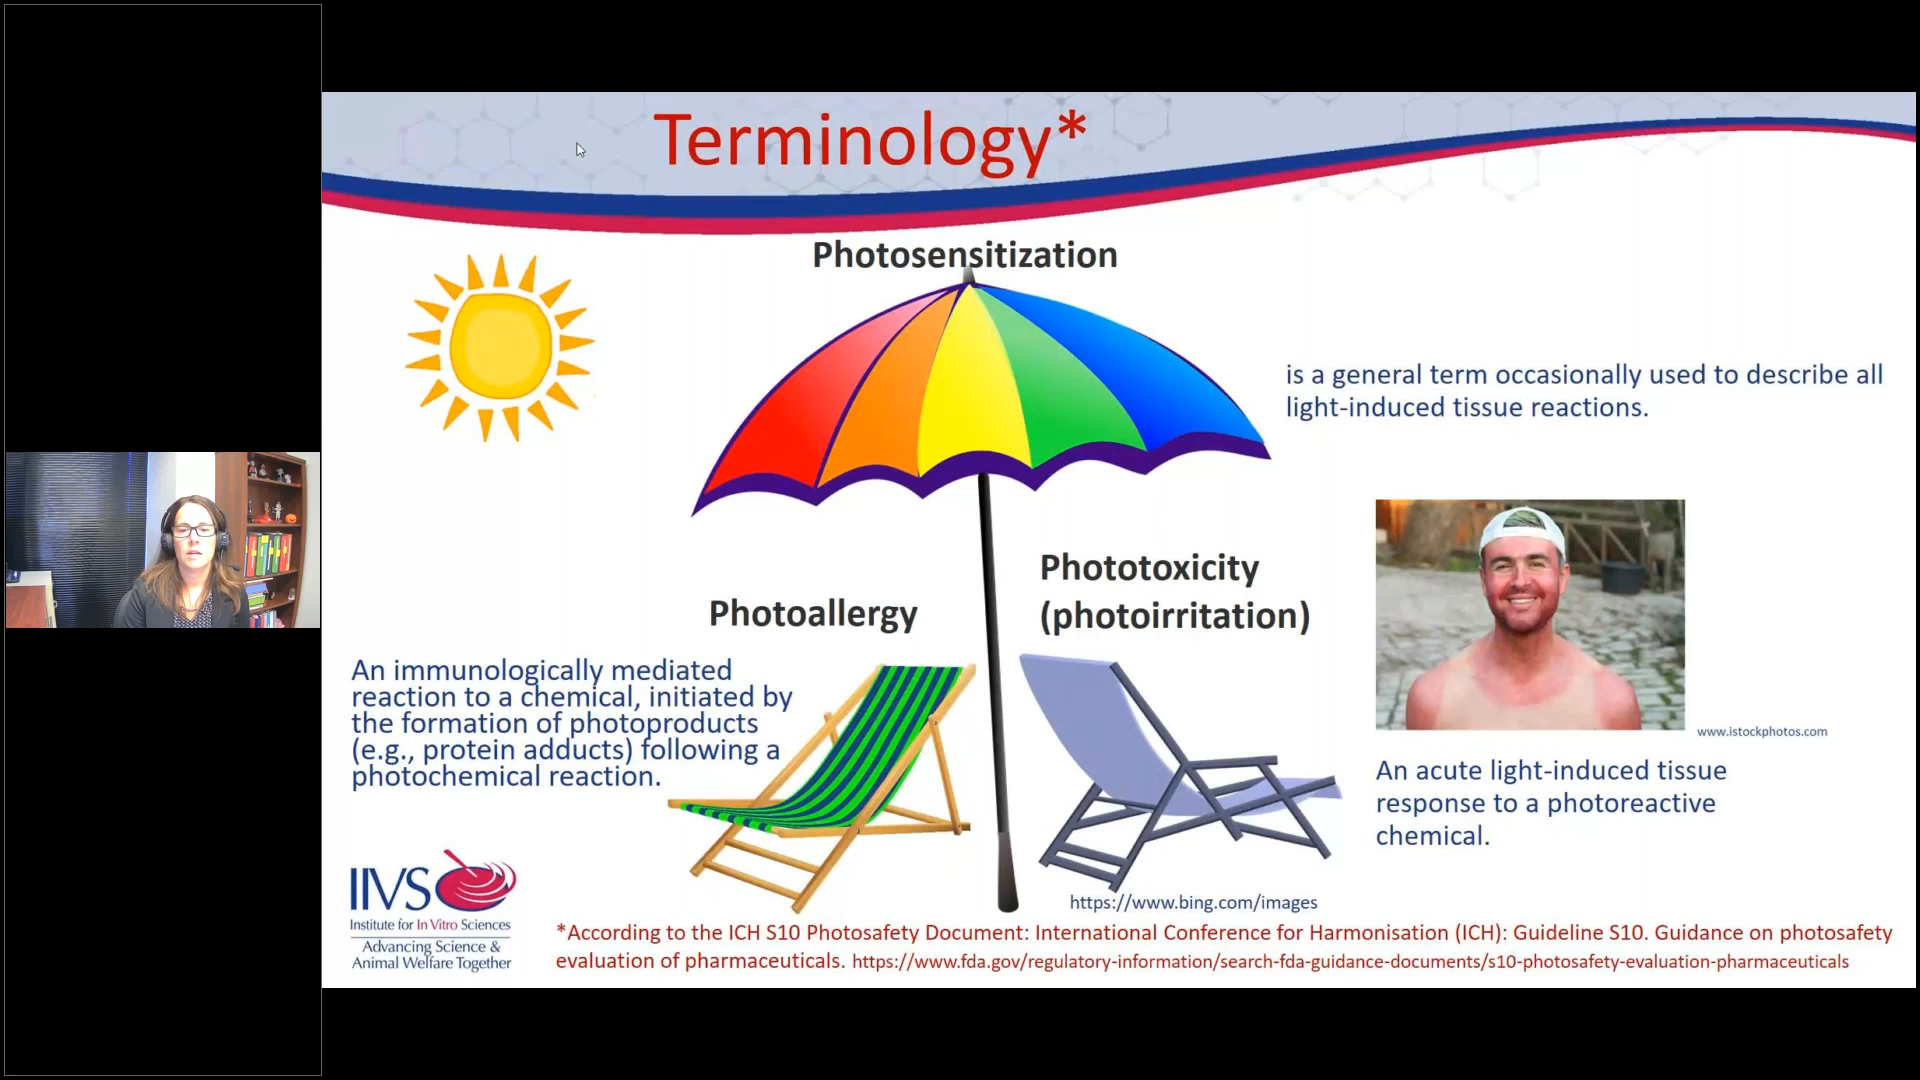 Terminology*
Photosensitization
is a general term occasionally used to describe all
light-induced tissue reactions.
Photoallergy
An immunologically mediated
reaction to a chemical, initiated by
the formation of photoproducts
(e.g., protein adducts) following a
photochemical reaction.
Phototoxicity
(photoirritation)
www.istockphotos.com
An acute light-induced tissue
response to a photoreactive
chemical.
https://www.bing.com/images
IIVS
Institute for In Vitro Sciences
Advancing Science &
Animal Welfare Together
*According to the ICH S10 Photosafety Document: International Conference for Harmonisation (ICH): Guideline S10. Guidance on photosafety
evaluation of pharmaceuticals. https://www.fda.gov/regulatory-information/search-fda-guidance-documents/s10-photosafety-evaluation-pharmaceuticals